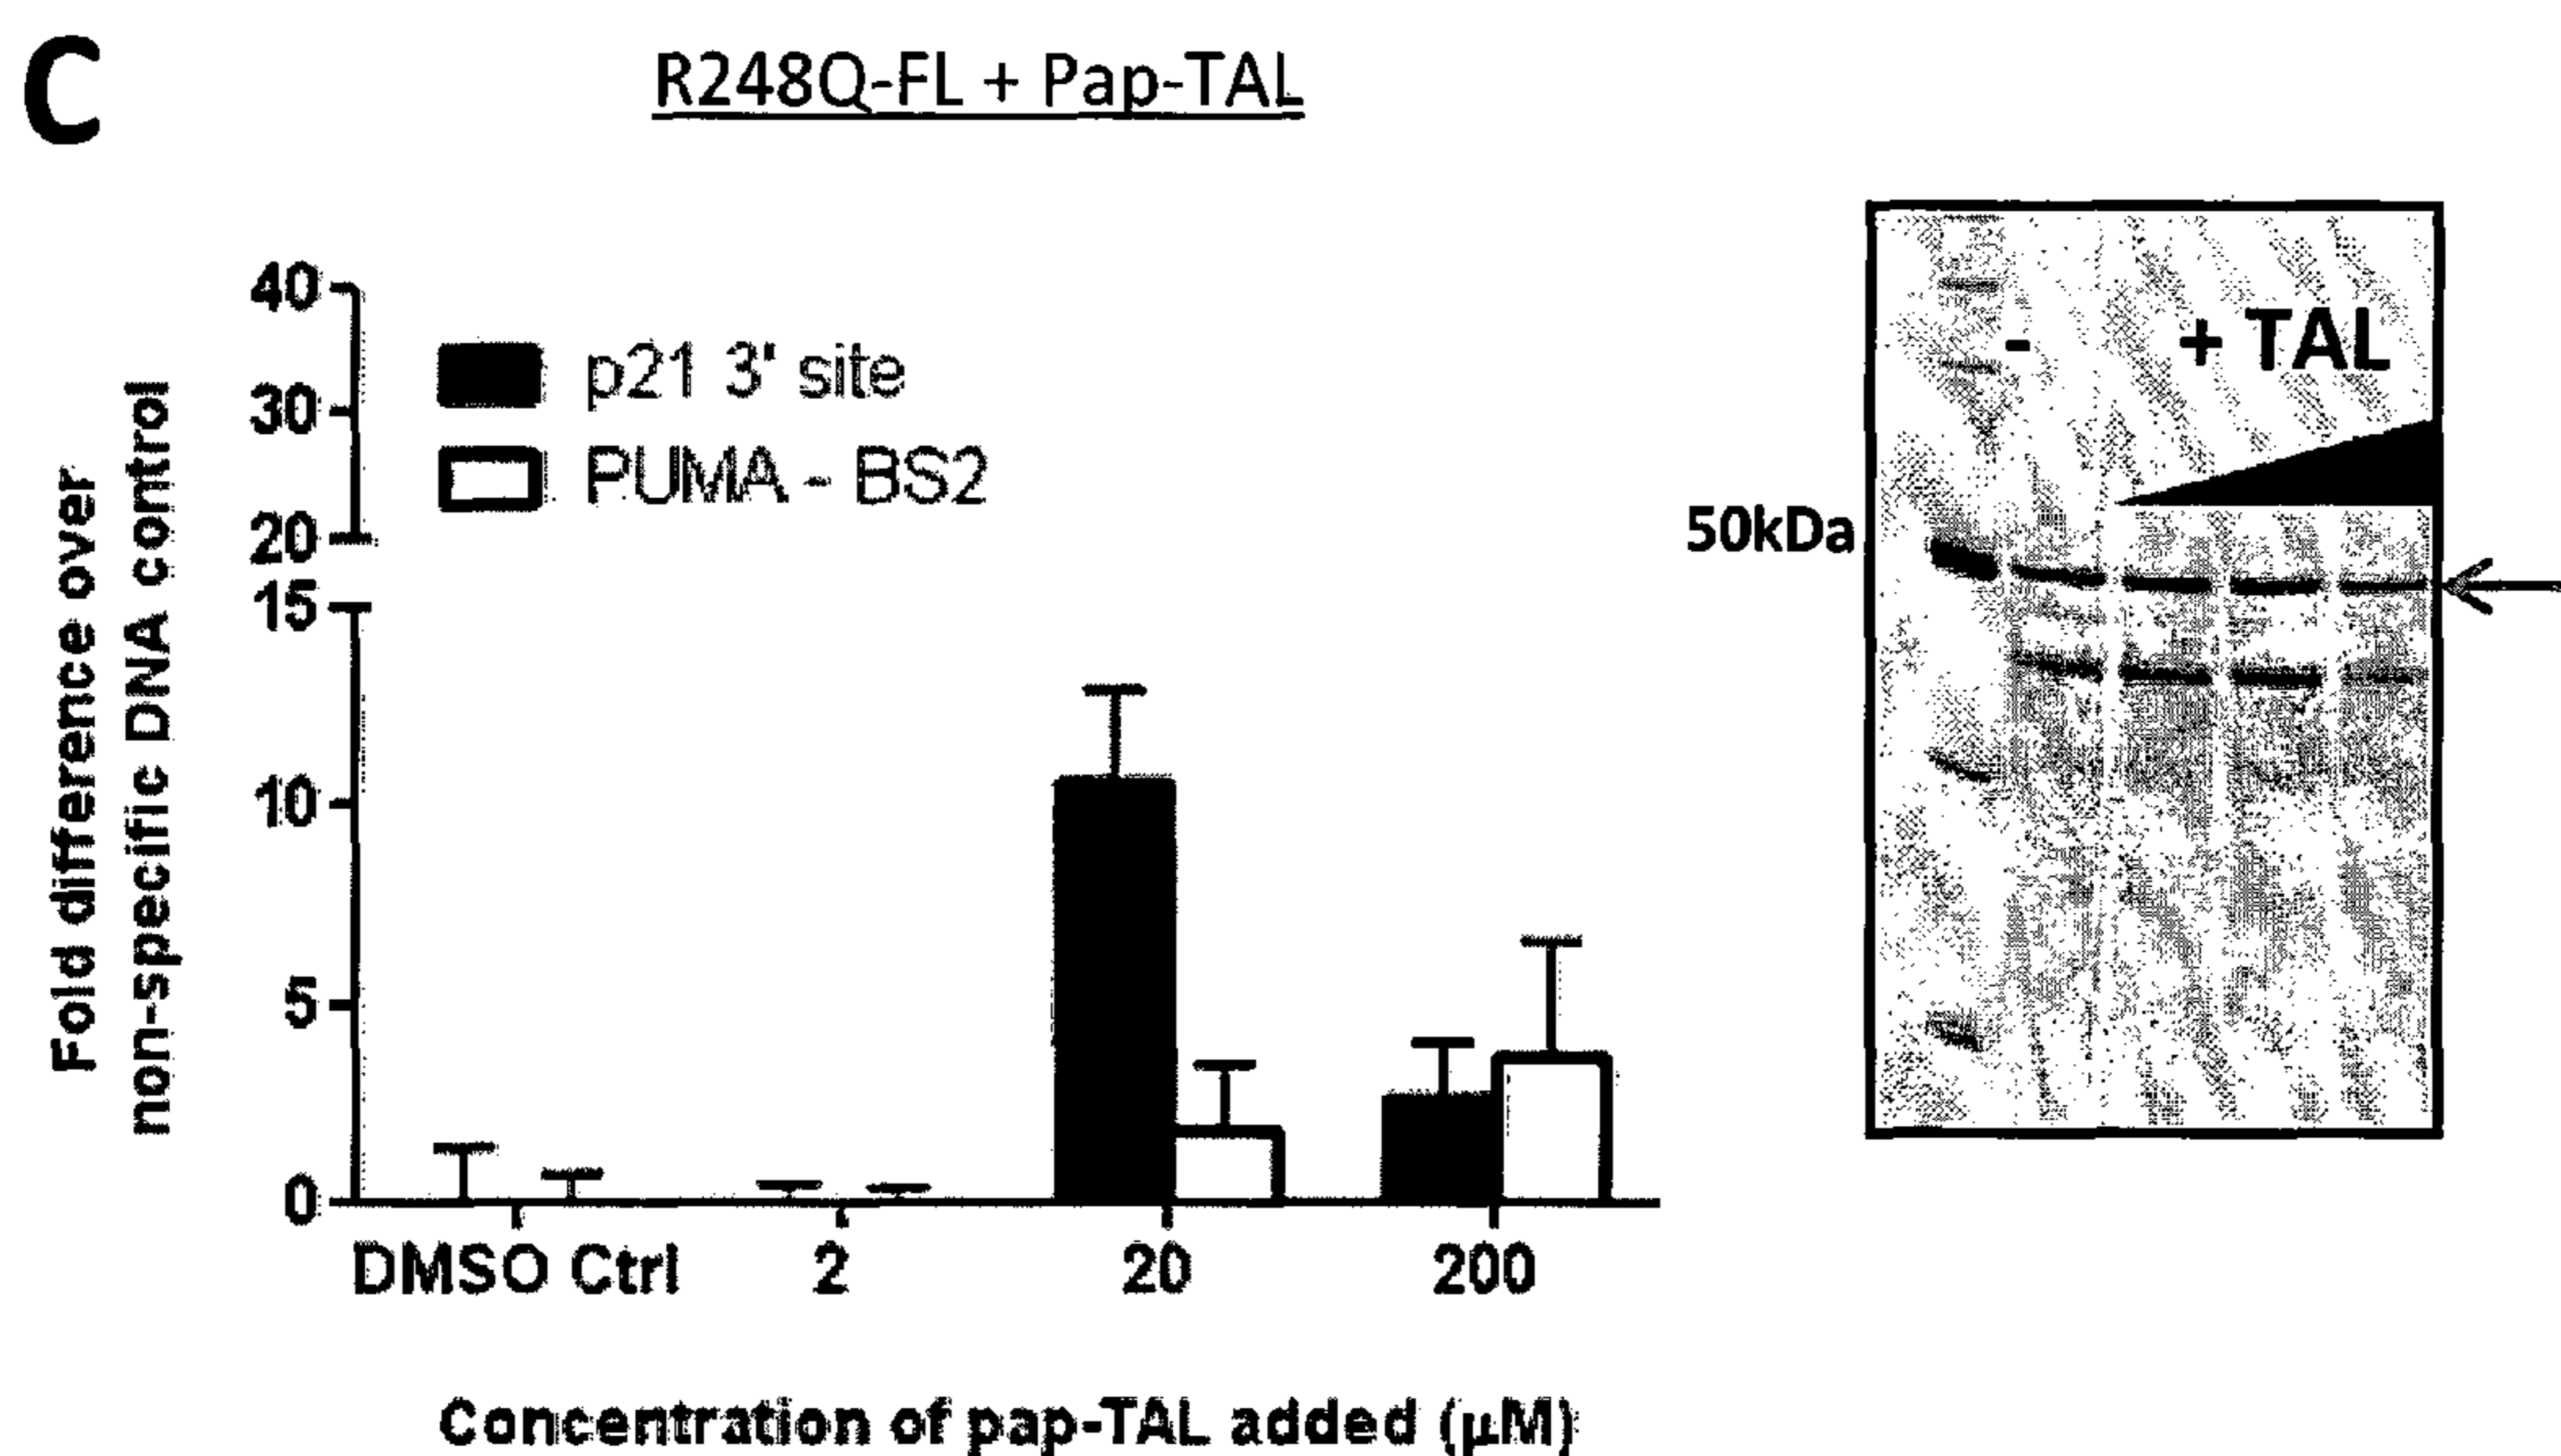 C
R248Q-FL + Pap-TAL
40
30
20
15
10
5
0
Fold difference over
non-specific DNA control
p21 3' site
PUMA - BS2
DMSO Ctrl 2 20 200
Concentration of pap-TAL added (μM)
- + TAL
50kDa